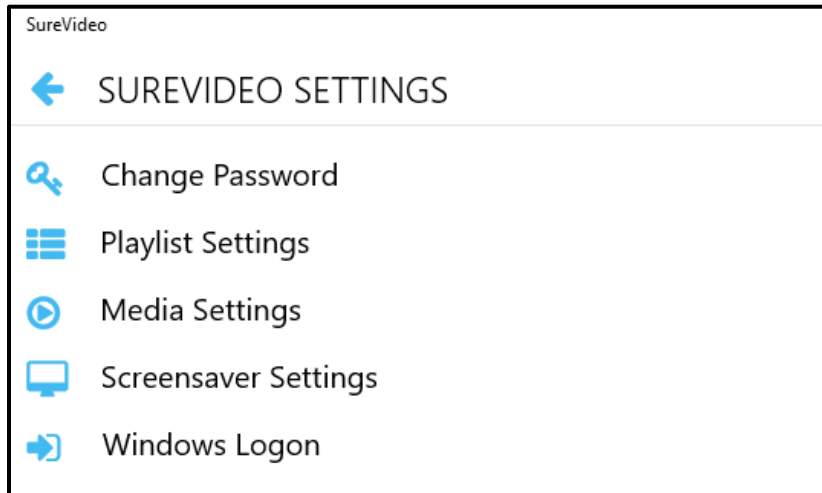 SureVideo
SUREVIDEO SETTINGS
Change Password
Playlist Settings
Media Settings
Screensaver Settings
Windows Logon